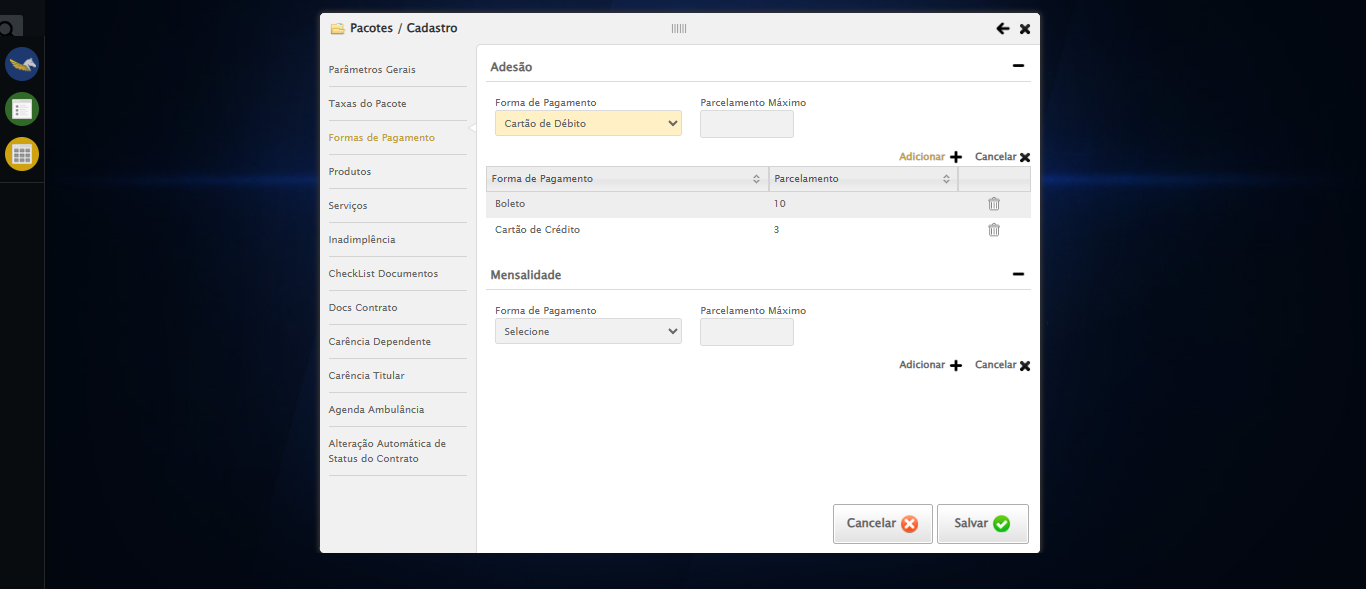 Pacotes / Cadastro
Parâmetros Gerais
Taxas do Pacote
Formas de Pagamento
Produtos
Serviços
Inadimplência
CheckList Documentos
Docs Contrato
Carência Dependente
Carência Titular
Agenda Ambulância
Alteração Automática de
Status do Contrato
Adesão
Forma de Pagamento
Parcelamento Máximo
Cartão de Débito
Adicionar
Cancelar
Forma de Pagamento
Parcelamento
Boleto
10
Cartão de Crédito
3
Mensalidade
Forma de Pagamento
Parcelamento Máximo
Selecione
Adicionar
Cancelar
Cancelar
Salvar